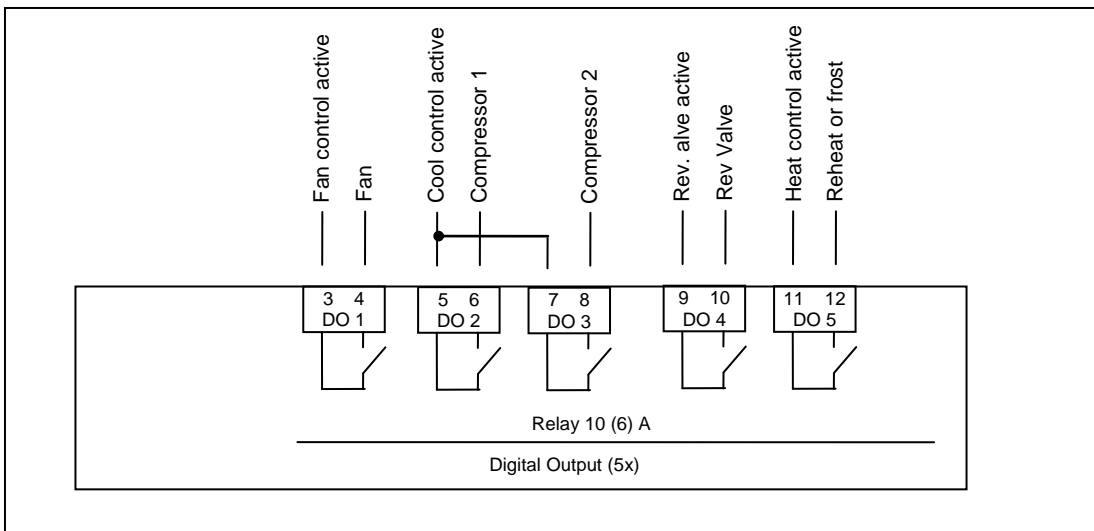 Fan control active
Fan
Cool control active
Compressor 1
Compressor 2
Rev. alve active
Rev Valve
Heat control active
Reheat or frost
3 4
DO 1
5 6
DO 2
7 8
DO 3
9 10
DO 4
11 12
DO 5
Relay 10 (6) A
Digital Output (5x)